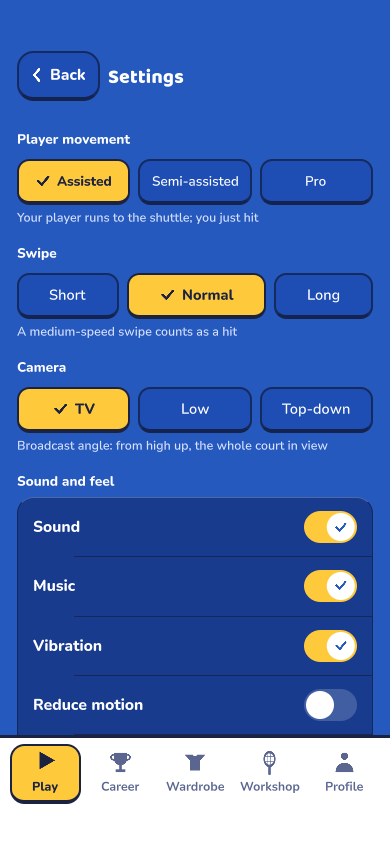 Back
Settings
Player movement
Assisted
Semi-assisted
Pro
Your player runs to the shuttle; you just hit
Swipe
Short
Normal
Long
A medium-speed swipe counts as a hit
Camera
TV
Low
Top-down
Broadcast angle: from high up, the whole court in view
Sound and feel
Sound
Music
Vibration
Reduce motion
Play
Career
Wardrobe
Workshop
Profile